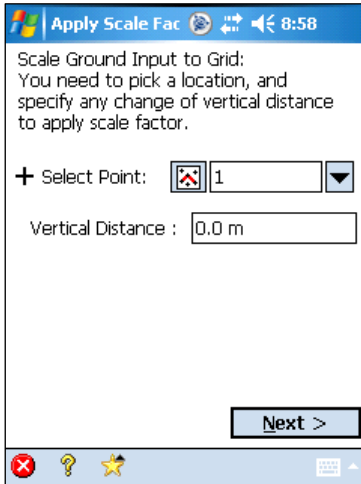 Apply Scale Fac 8:58
Scale Ground Input to Grid:
You need to pick a location, and
specify any change of vertical distance
to apply scale factor.
Select Point: 1
Vertical Distance : 0.0 m
Next >